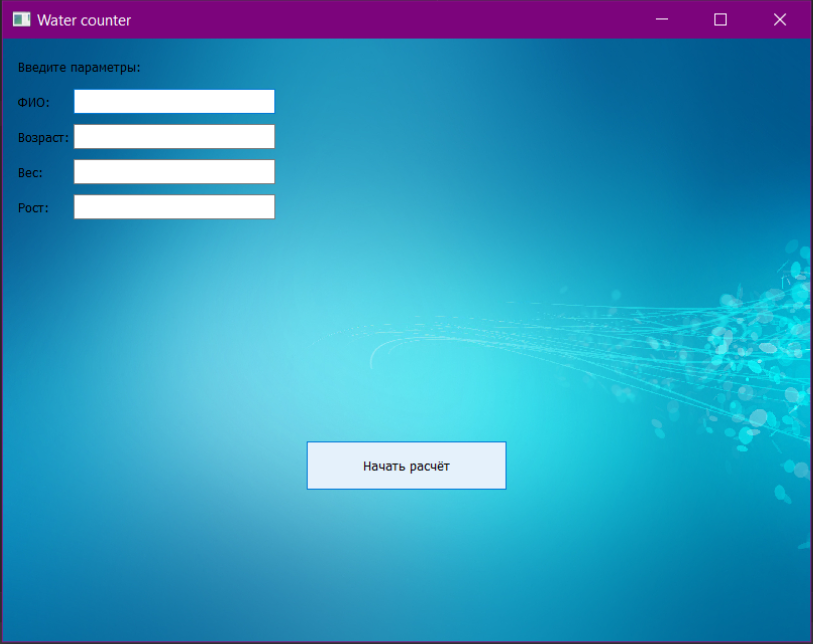 Water counter
Введите параметры:
ФИО:
Возраст:
Вес:
Рост:
Начать расчёт